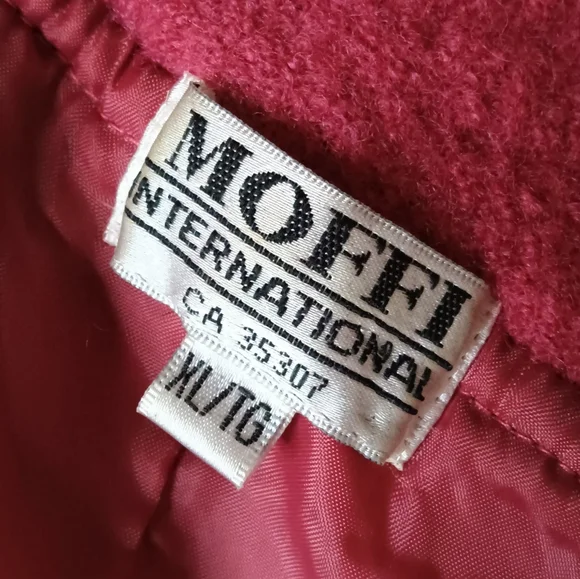 MOFFI
INTERNATIONAL
CA 35307
XL/TG